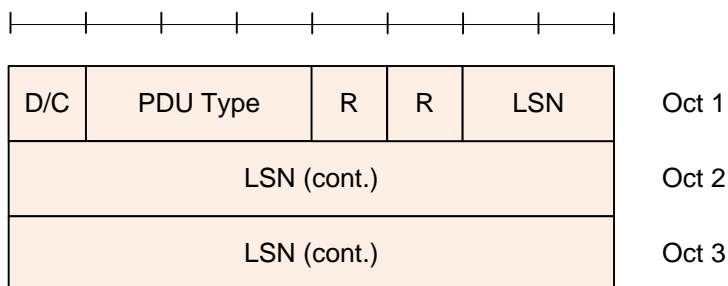 D/C PDU Type R R LSN Oct 1
LSN (cont.) Oct 2
LSN (cont.) Oct 3